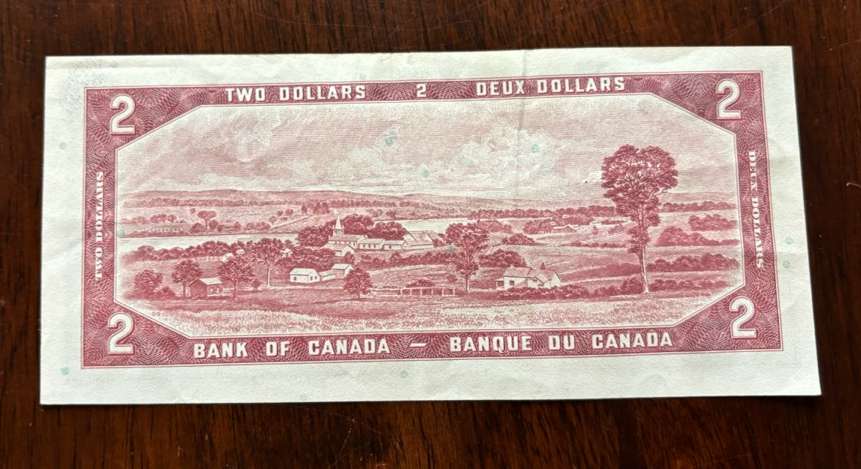 TWO DOLLARS 2 DEUX DOLLARS
2 2
TWO DOLLARS
DEUX DOLLARS
2 2
BANK OF CANADA — BANQUE DU CANADA